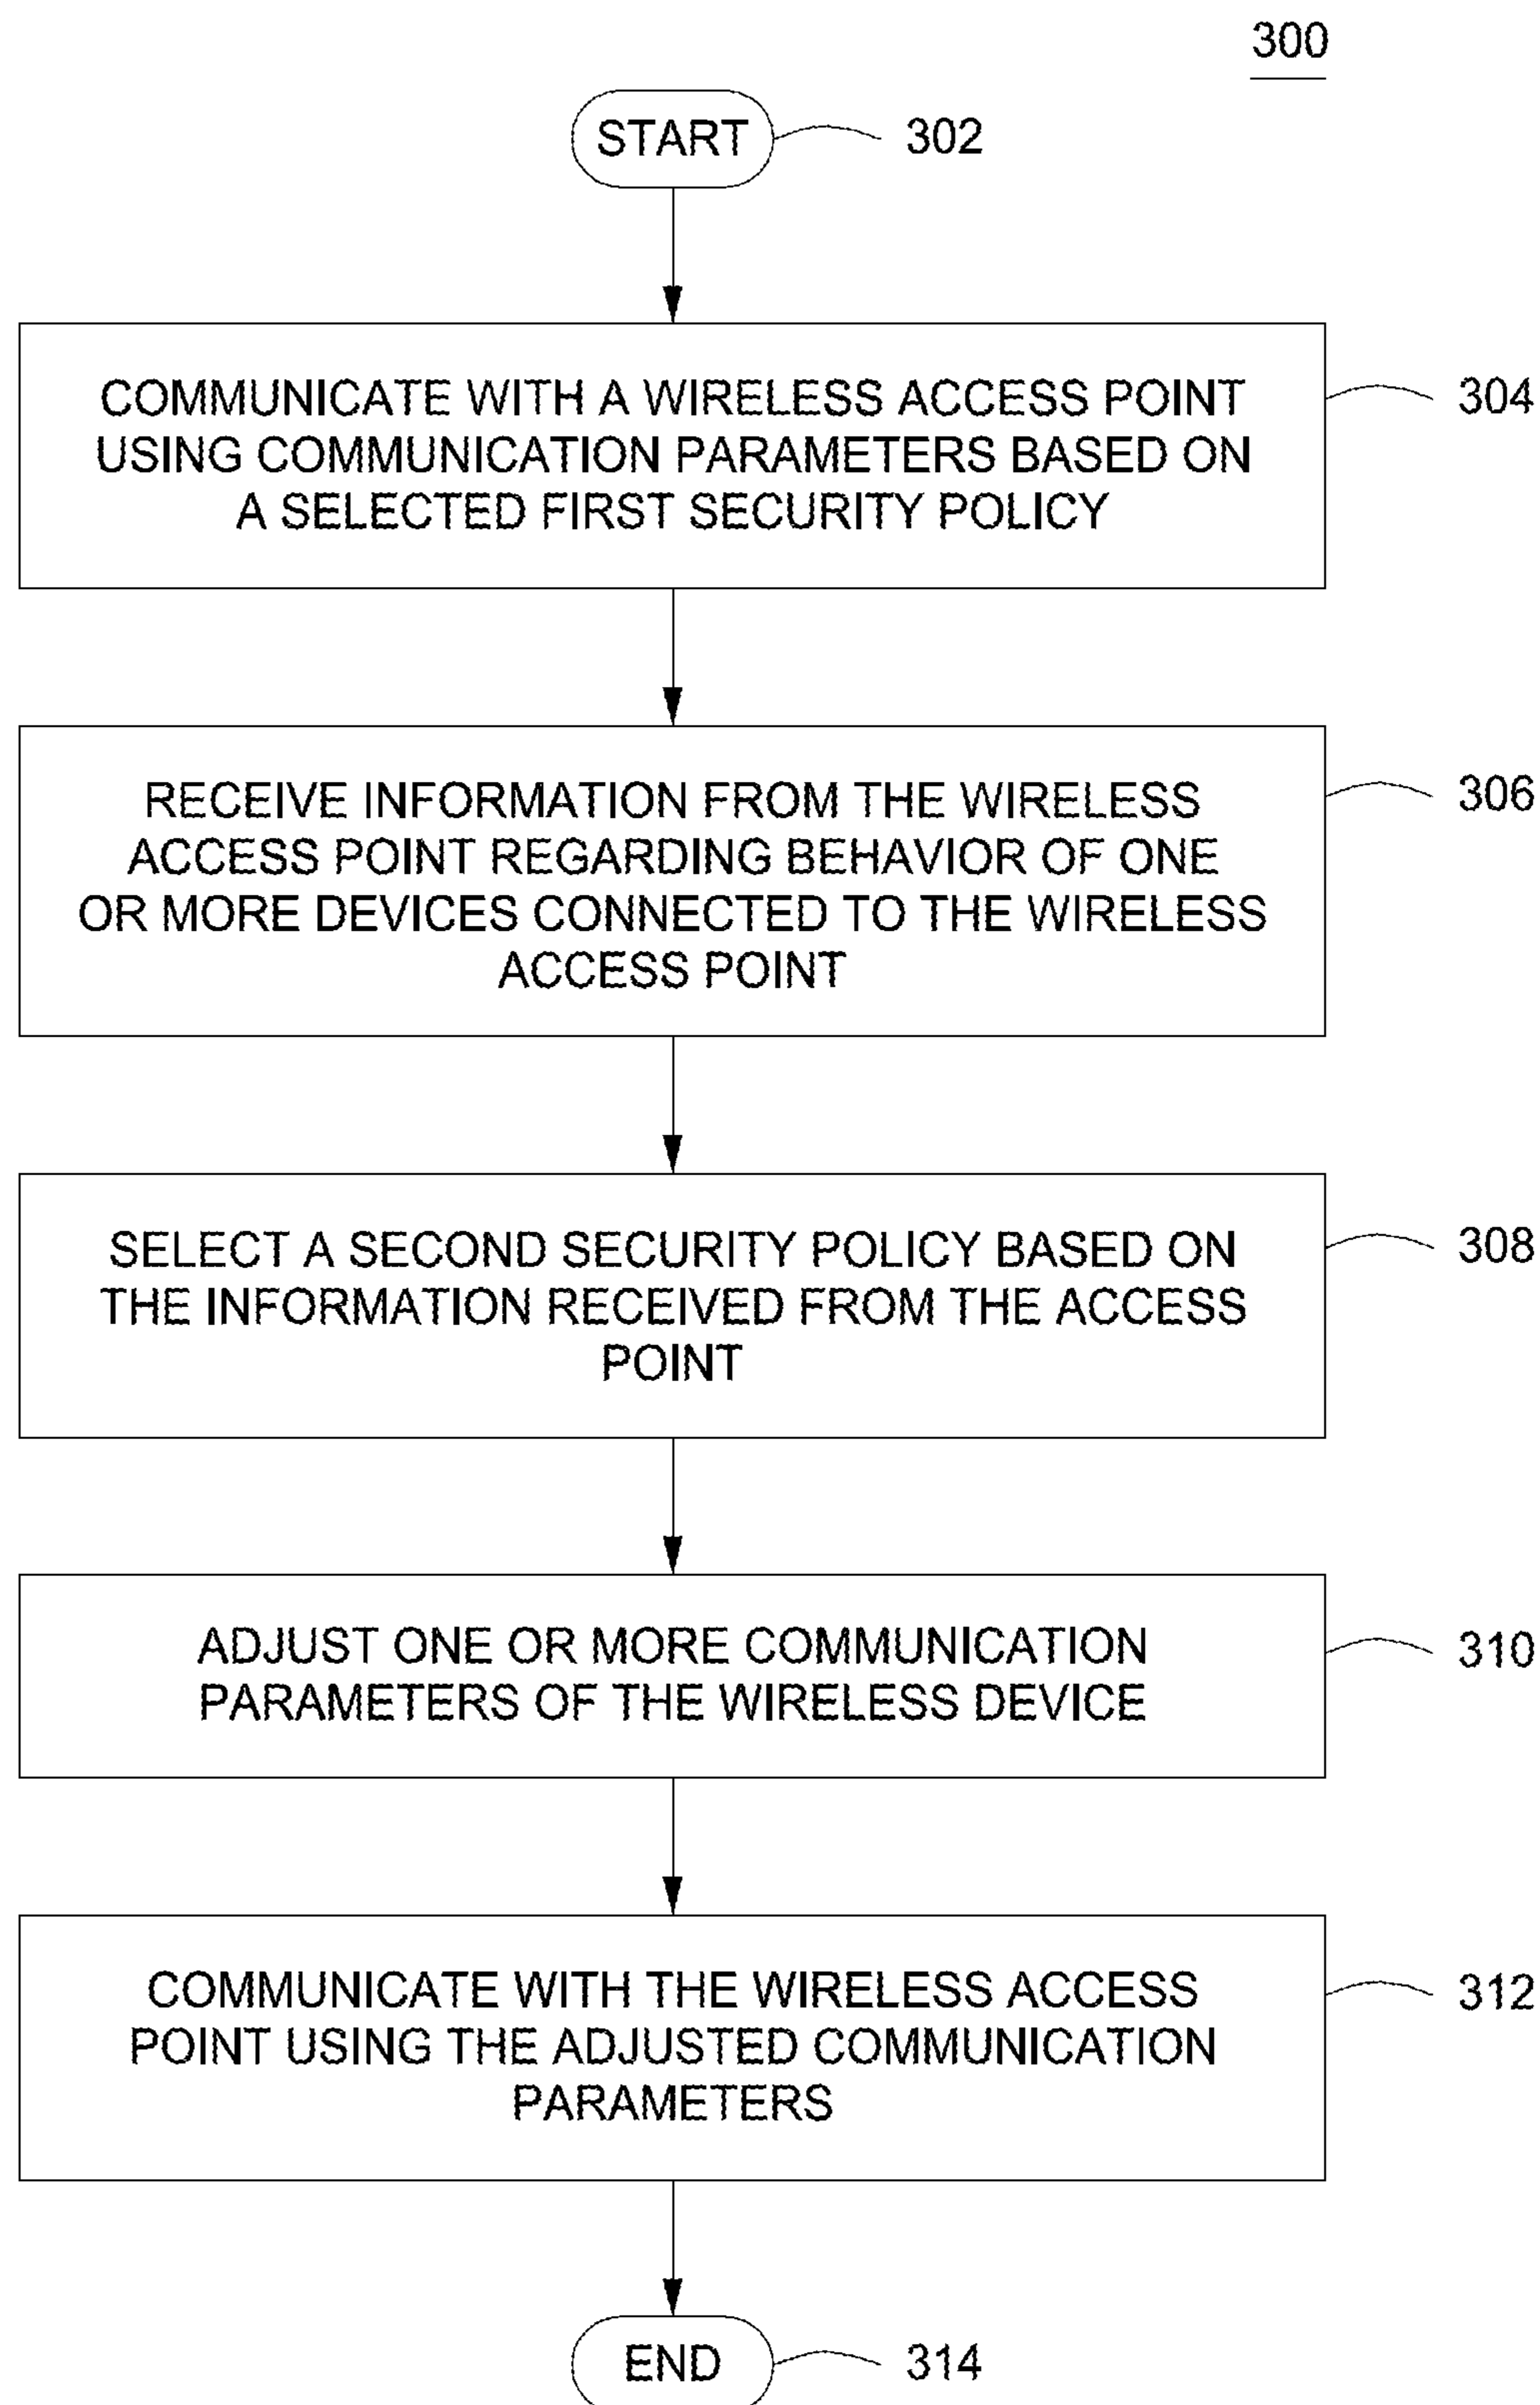 300
START
302
COMMUNICATE WITH A WIRELESS ACCESS POINT
USING COMMUNICATION PARAMETERS BASED ON
A SELECTED FIRST SECURITY POLICY
304
RECEIVE INFORMATION FROM THE WIRELESS
ACCESS POINT REGARDING BEHAVIOR OF ONE
OR MORE DEVICES CONNECTED TO THE WIRELESS
ACCESS POINT
306
SELECT A SECOND SECURITY POLICY BASED ON
THE INFORMATION RECEIVED FROM THE ACCESS
POINT
308
ADJUST ONE OR MORE COMMUNICATION
PARAMETERS OF THE WIRELESS DEVICE
310
COMMUNICATE WITH THE WIRELESS ACCESS
POINT USING THE ADJUSTED COMMUNICATION
PARAMETERS
312
END
314